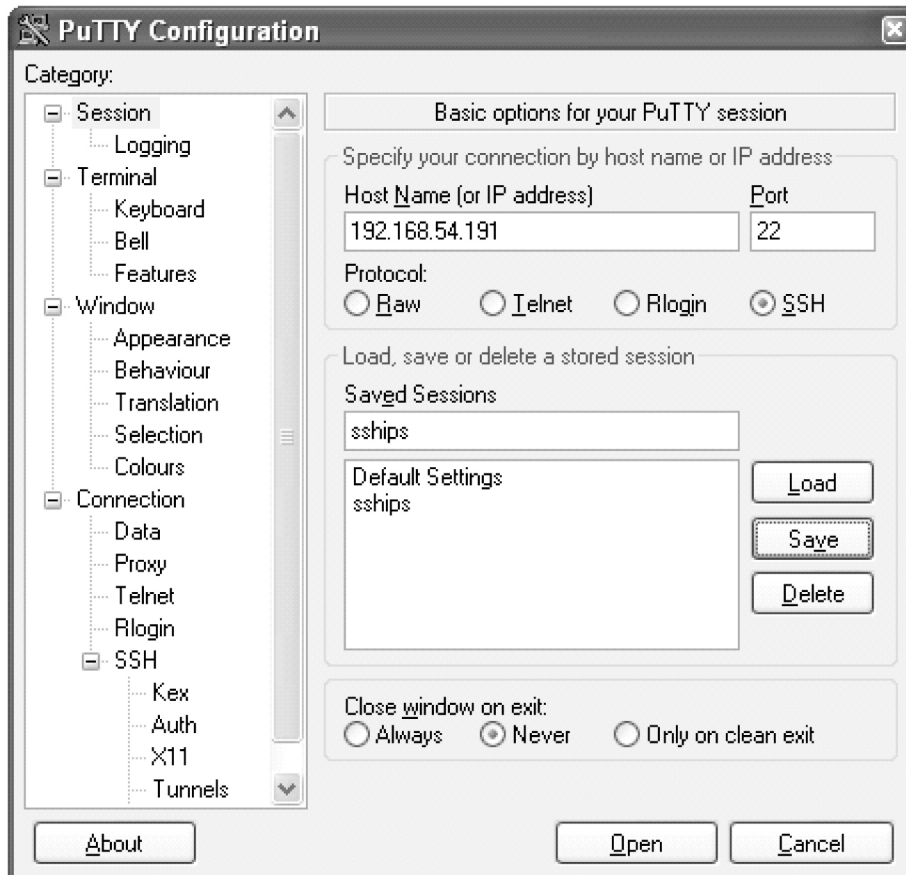 PuTTY Configuration
Category:
Session
Logging
Terminal
Keyboard
Bell
Features
Window
Appearance
Behaviour
Translation
Selection
Colours
Connection
Data
Proxy
Telnet
Rlogin
SSH
Kex
Auth
X11
Tunnels
Basic options for your PuTTY session
Specify your connection by host name or IP address
Host Name (or IP address) Port
192.168.54.191 22
Protocol:
Raw Telnet Rlogin SSH
Load, save or delete a stored session
Saved Sessions
sships
Default Settings
sships
Load
Save
Delete
Close window on exit:
Always Never Only on clean exit
About Open Cancel